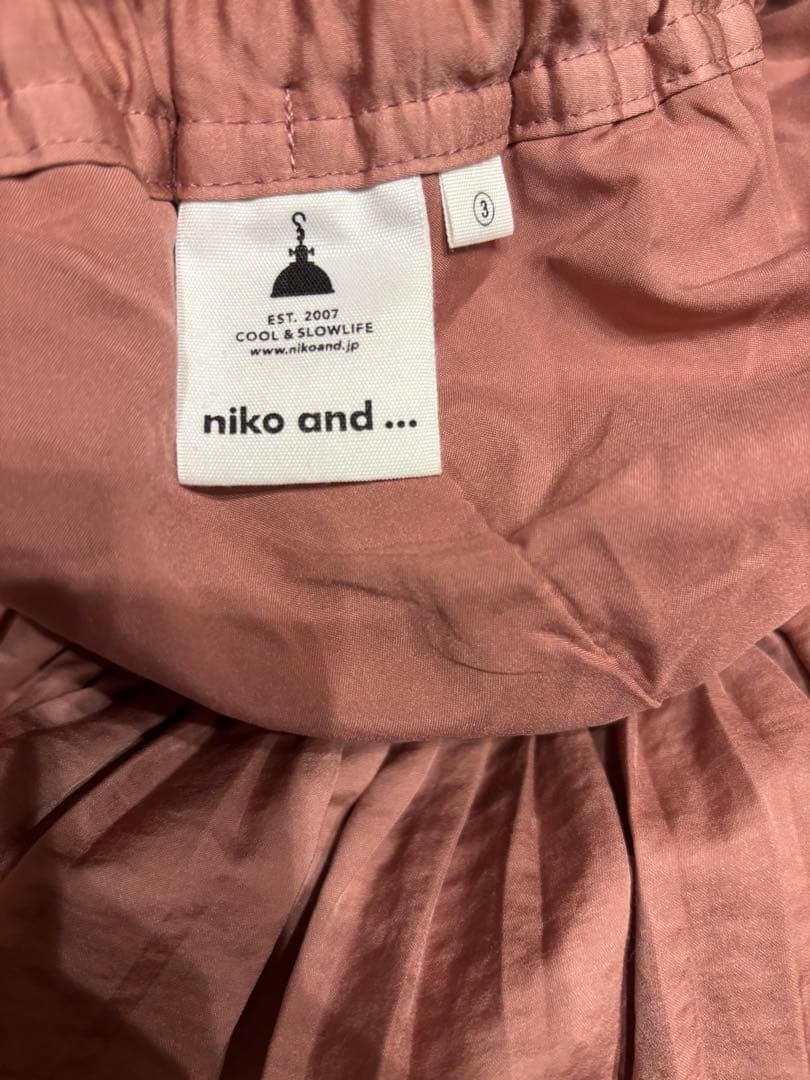 EST. 2007
COOL & SLOWLIFE
www.nikoand.jp
niko and ...
③